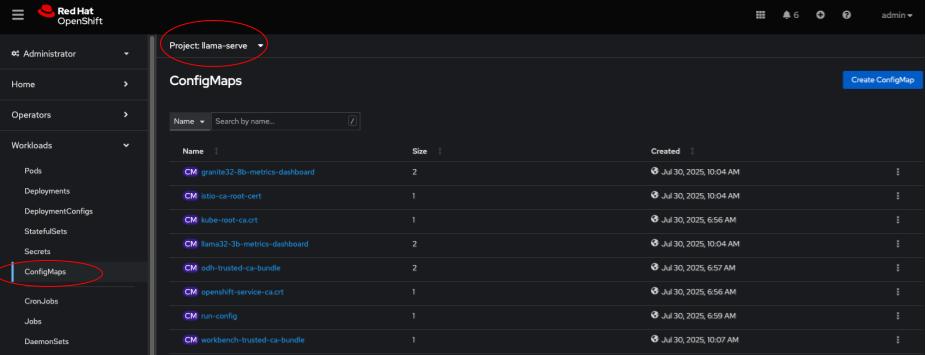 Red Hat
OpenShift
6
admin
Administrator
Home
Operators
Workloads
Pods
Deployments
DeploymentConfigs
StatefulSets
Secrets
ConfigMaps
CronJobs
Jobs
DaemonSets
Project: llama-serve
ConfigMaps
Create ConfigMap
Name Search by name... /
Name Size Created
CM granite32-8b-metrics-dashboard 2 Jul 30, 2025, 10:04 AM
CM istio-ca-root-cert 1 Jul 30, 2025, 10:04 AM
CM kube-root-ca.crt 1 Jul 30, 2025, 6:56 AM
CM llama32-3b-metrics-dashboard 2 Jul 30, 2025, 10:04 AM
CM odh-trusted-ca-bundle 2 Jul 30, 2025, 6:57 AM
CM openshift-service-ca.crt 1 Jul 30, 2025, 6:56 AM
CM run-config 1 Jul 30, 2025, 6:59 AM
CM workbench-trusted-ca-bundle 1 Jul 30, 2025, 10:07 AM